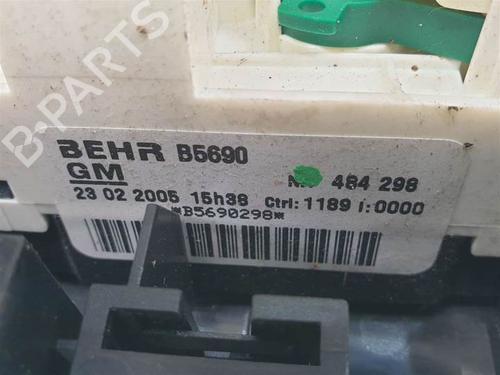 B-PARTS
BEHR B5690
GM 484 298
23 02 2005 15h38 Ctrl:1189 i:0000
*B5690298*